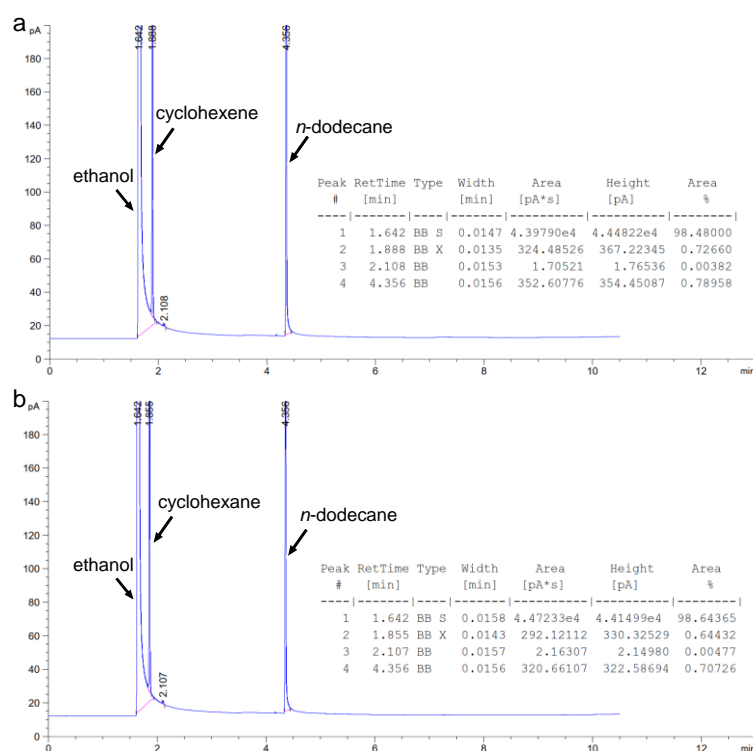 a
pA
1.642
1.888
4.356
180
160
cyclohexene
n-dodecane
140
120
ethanol
100
Peak RetTime Type Width Area Height Area
# [min] [min] [pA*s] [pA] %
----|-------|----|-------|----------|----------|--------|
1 1.642 BB S 0.0147 4.39790e4 4.44822e4 98.48000
2 1.888 BB X 0.0135 324.48526 367.22345 0.72660
3 2.108 BB 0.0153 1.70521 1.76536 0.00382
4 4.356 BB 0.0156 352.60776 354.45087 0.78958
80
60
40
2.108
20
0
0 2 4 6 8 10 12 min
b
pA
1.642
1.855
4.356
180
160
cyclohexane
140
n-dodecane
120
ethanol
100
Peak RetTime Type Width Area Height Area
# [min] [min] [pA*s] [pA] %
----|-------|----|-------|----------|----------|--------|
1 1.642 BB S 0.0158 4.47233e4 4.41499e4 98.64365
2 1.855 BB X 0.0143 292.12112 330.32529 0.64432
3 2.107 BB 0.0157 2.16307 2.14980 0.00477
4 4.356 BB 0.0156 320.66107 322.58694 0.70726
80
60
40
2.107
20
0
0 2 4 6 8 10 12 min